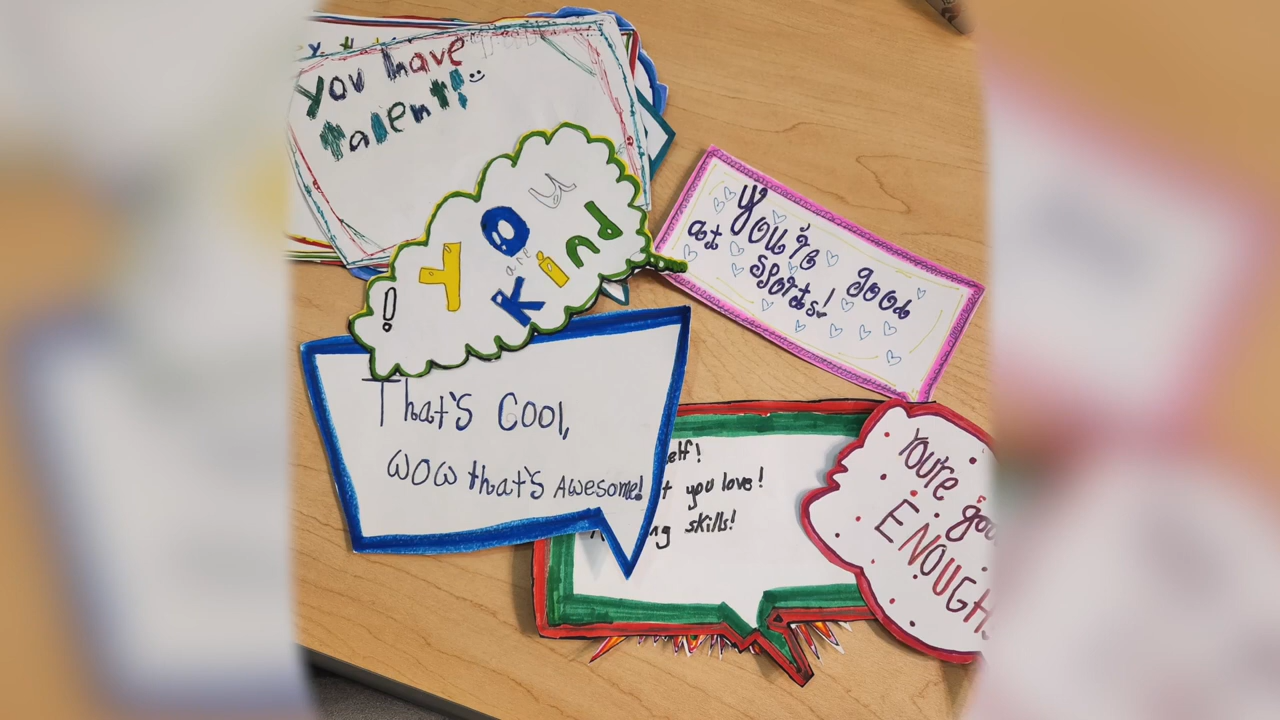 You have
Talent!
You
are
Kind
!
You're good
at sports!
That's Cool,
wow that's Awesome!
elf!
t you love!
ng skills!
You're
goo
ENOUGH